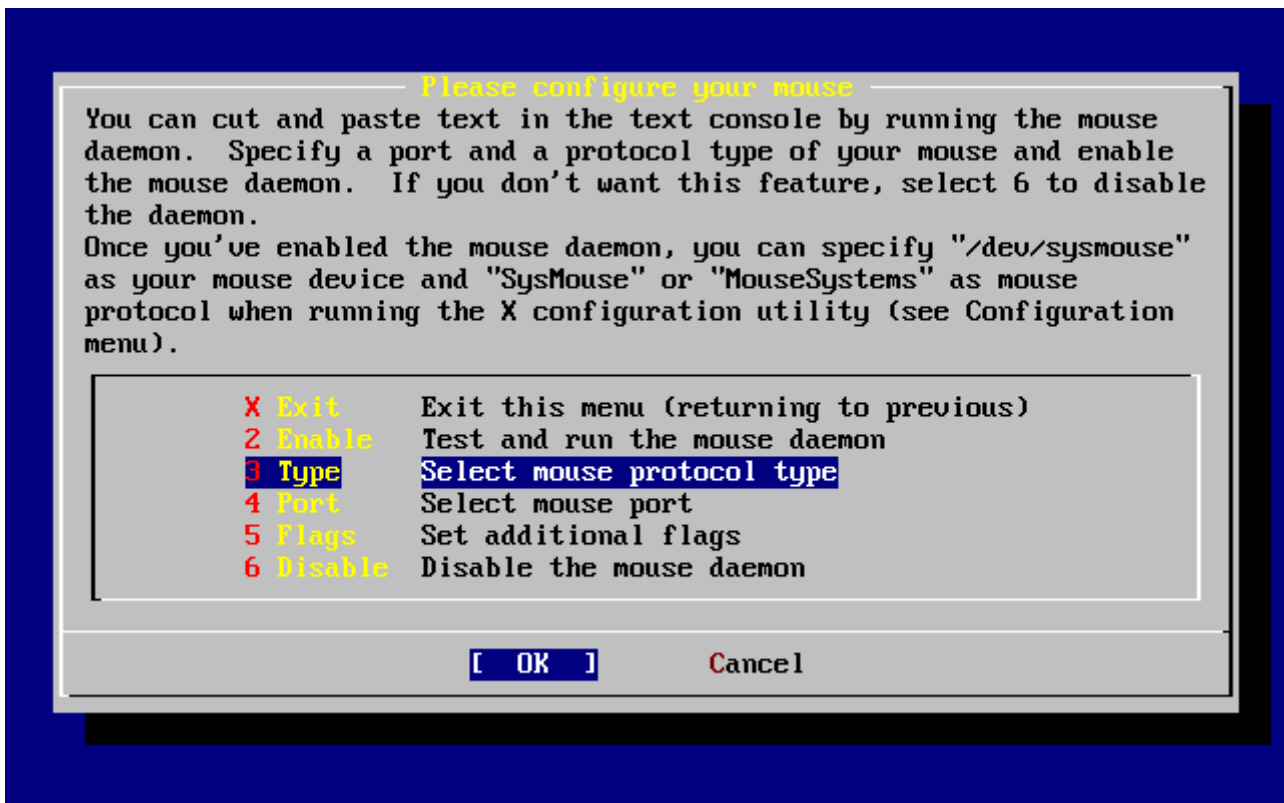 Please configure your mouse
You can cut and paste text in the text console by running the mouse
daemon.  Specify a port and a protocol type of your mouse and enable
the mouse daemon.  If you don't want this feature, select 6 to disable
the daemon.
Once you've enabled the mouse daemon, you can specify "/dev/sysmouse"
as your mouse device and "SysMouse" or "MouseSystems" as mouse
protocol when running the X configuration utility (see Configuration
menu).
X Exit     Exit this menu (returning to previous)
2 Enable   Test and run the mouse daemon
3 Type     Select mouse protocol type
4 Port     Select mouse port
5 Flags    Set additional flags
6 Disable  Disable the mouse daemon
[  OK  ]       Cancel